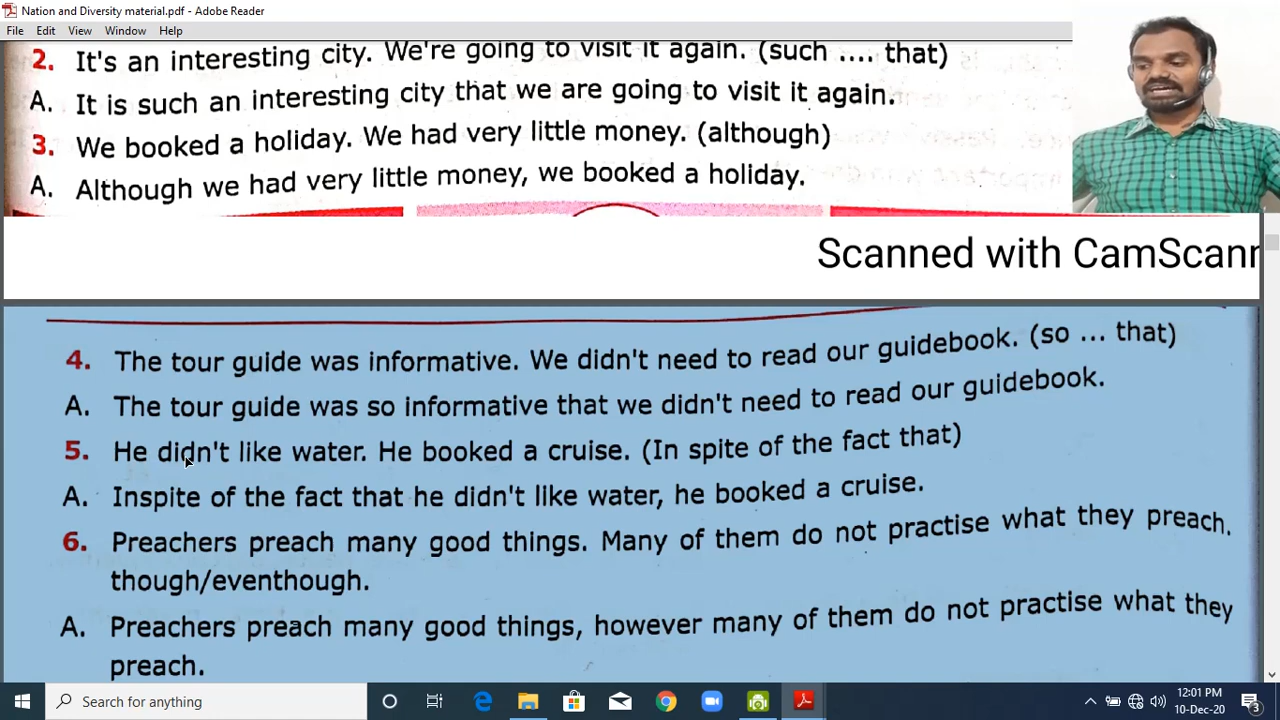 Nation and Diversity material.pdf - Adobe Reader
File Edit View Window Help
2. It's an interesting city. We're going to visit it again. (such .... that)
A. It is such an interesting city that we are going to visit it again.
3. We booked a holiday. We had very little money. (although)
A. Although we had very little money, we booked a holiday.
Scanned with CamScann
4. The tour guide was informative. We didn't need to read our guidebook. (so ... that)
A. The tour guide was so informative that we didn't need to read our guidebook.
5. He didn't like water. He booked a cruise. (In spite of the fact that)
A. Inspite of the fact that he didn't like water, he booked a cruise.
6. Preachers preach many good things. Many of them do not practise what they preach.
though/eventhough.
A. Preachers preach many good things, however many of them do not practise what they
preach.
Search for anything
12:01 PM
10-Dec-20
3